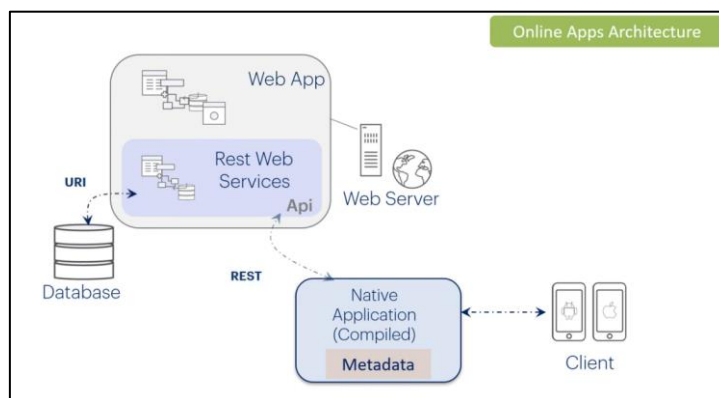 Online Apps Architecture
Web App
Rest Web
Services
Api
URI
Web Server
Database
REST
Native
Application
(Compiled)
Metadata
Client